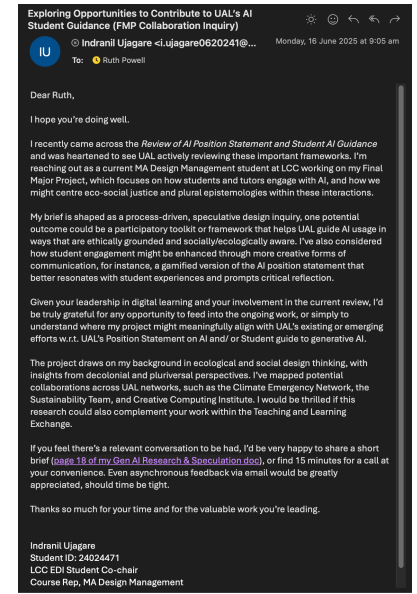 Exploring Opportunities to Contribute to UAL's AI
Student Guidance (FMP Collaboration Inquiry)
IU
Indranil Ujagare <i.ujagare0620241@...
Monday, 16 June 2025 at 9:05 am
To: Ruth Powell
Dear Ruth,
I hope you're doing well.
I recently came across the Review of AI Position Statement and Student AI Guidance
and was heartened to see UAL actively reviewing these important frameworks. I'm
reaching out as a current MA Design Management student at LCC working on my Final
Major Project, which focuses on how students and tutors engage with AI, and how we
might centre eco-social justice and plural epistemologies within these interactions.
My brief is shaped as a process-driven, speculative design inquiry, one potential
outcome could be a participatory toolkit or framework that helps UAL guide AI usage in
ways that are ethically grounded and socially/ecologically aware. I've also considered
how student engagement might be enhanced through more creative forms of
communication, for instance, a gamified version of the AI position statement that
better resonates with student experiences and prompts critical reflection.
Given your leadership in digital learning and your involvement in the current review, I'd
be truly grateful for any opportunity to feed into the ongoing work, or simply to
understand where my project might meaningfully align with UAL's existing or emerging
efforts w.r.t. UAL's Position Statement on AI and/ or Student guide to generative AI.
The project draws on my background in ecological and social design thinking, with
insights from decolonial and pluriversal perspectives. I've mapped potential
collaborations across UAL networks, such as the Climate Emergency Network, the
Sustainability Team, and Creative Computing Institute. I would be thrilled if this
research could also complement your work within the Teaching and Learning
Exchange.
If you feel there's a relevant conversation to be had, I'd be very happy to share a short
brief (page 18 of my Gen AI Research & Speculation doc), or find 15 minutes for a call at
your convenience. Even asynchronous feedback via email would be greatly
appreciated, should time be tight.
Thanks so much for your time and for the valuable work you're leading.
Indranil Ujagare
Student ID: 24024471
LCC EDI Student Co-chair
Course Rep, MA Design Management